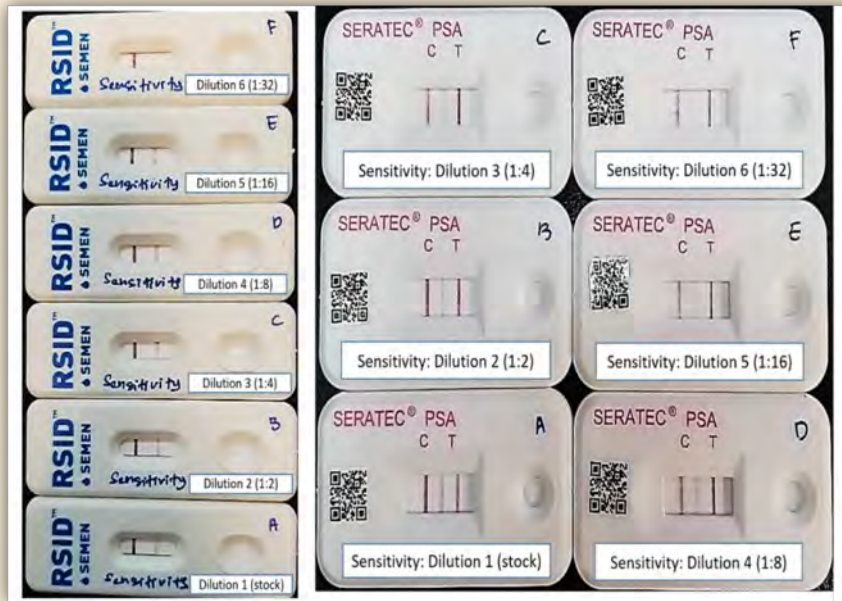 F
RSID™
SEMEN
Sensitivity
Dilution 6 (1:32)
E
RSID™
SEMEN
Sensitivity
Dilution 5 (1:16)
D
RSID™
SEMEN
Sensitivity
Dilution 4 (1:8)
C
RSID™
SEMEN
Sensitivity
Dilution 3 (1:4)
B
RSID™
SEMEN
Sensitivity
Dilution 2 (1:2)
A
RSID™
SEMEN
Sensitivity
Dilution 1 (stock)
SERATEC® PSA
C
C T
Sensitivity: Dilution 3 (1:4)
SERATEC® PSA
F
C T
Sensitivity: Dilution 6 (1:32)
SERATEC® PSA
B
C T
Sensitivity: Dilution 2 (1:2)
SERATEC® PSA
E
C T
Sensitivity: Dilution 5 (1:16)
SERATEC® PSA
A
C T
Sensitivity: Dilution 1 (stock)
SERATEC® PSA
D
C T
Sensitivity: Dilution 4 (1:8)